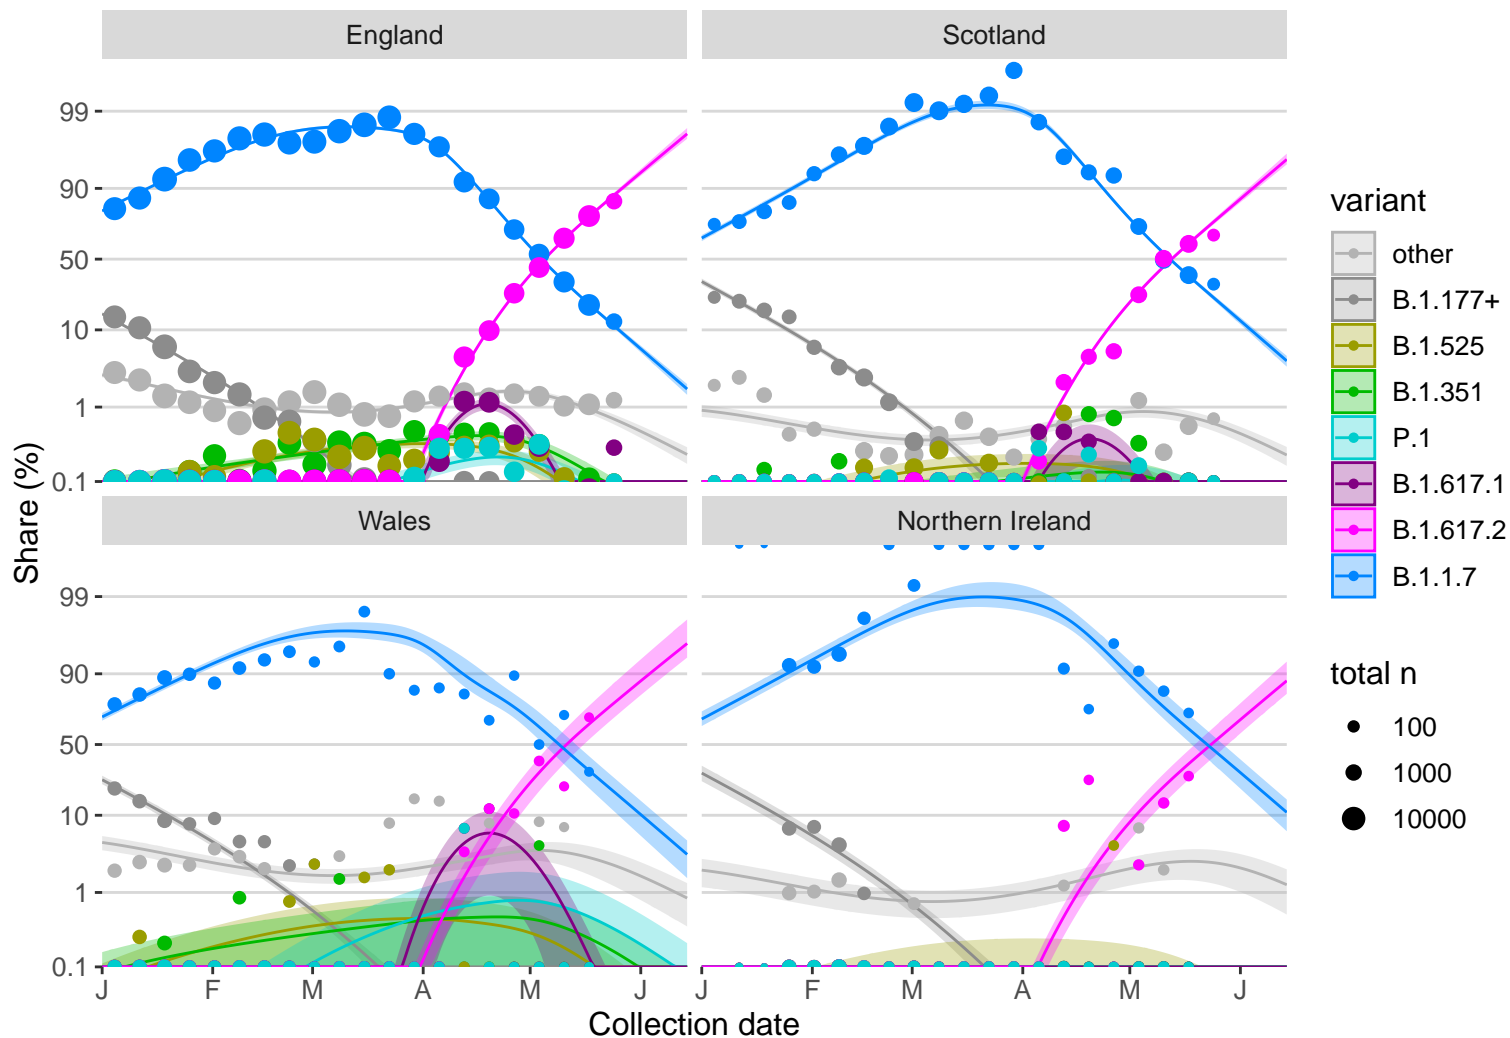 England
Scotland
99
90
50
10
1
0.1
Wales
Northern Ireland
99
90
50
10
1
0.1
J F M A M J
J F M A M J
Share (%)
Collection date
variant
other
B.1.177+
B.1.525
B.1.351
P.1
B.1.617.1
B.1.617.2
B.1.1.7
total n
100
1000
10000